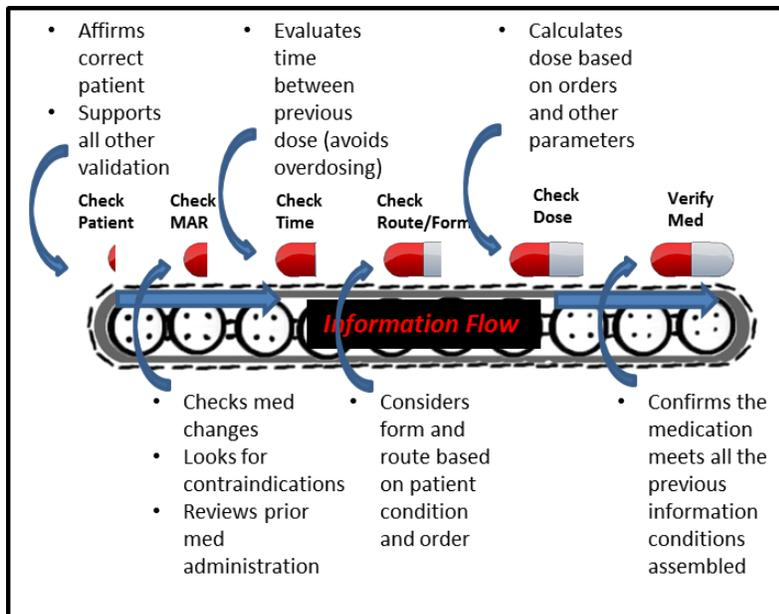 • Affirms
correct
patient
• Supports
all other
validation
• Evaluates
time
between
previous
dose (avoids
overdosing)
• Calculates
dose based
on orders
and other
parameters
Check
Patient
Check
MAR
Check
Time
Check
Route/Form
Check
Dose
Verify
Med
Information Flow
• Checks med
changes
• Looks for
contraindications
• Reviews prior
med
administration
• Considers
form and
route based
on patient
condition
and order
• Confirms the
medication
meets all the
previous
information
conditions
assembled